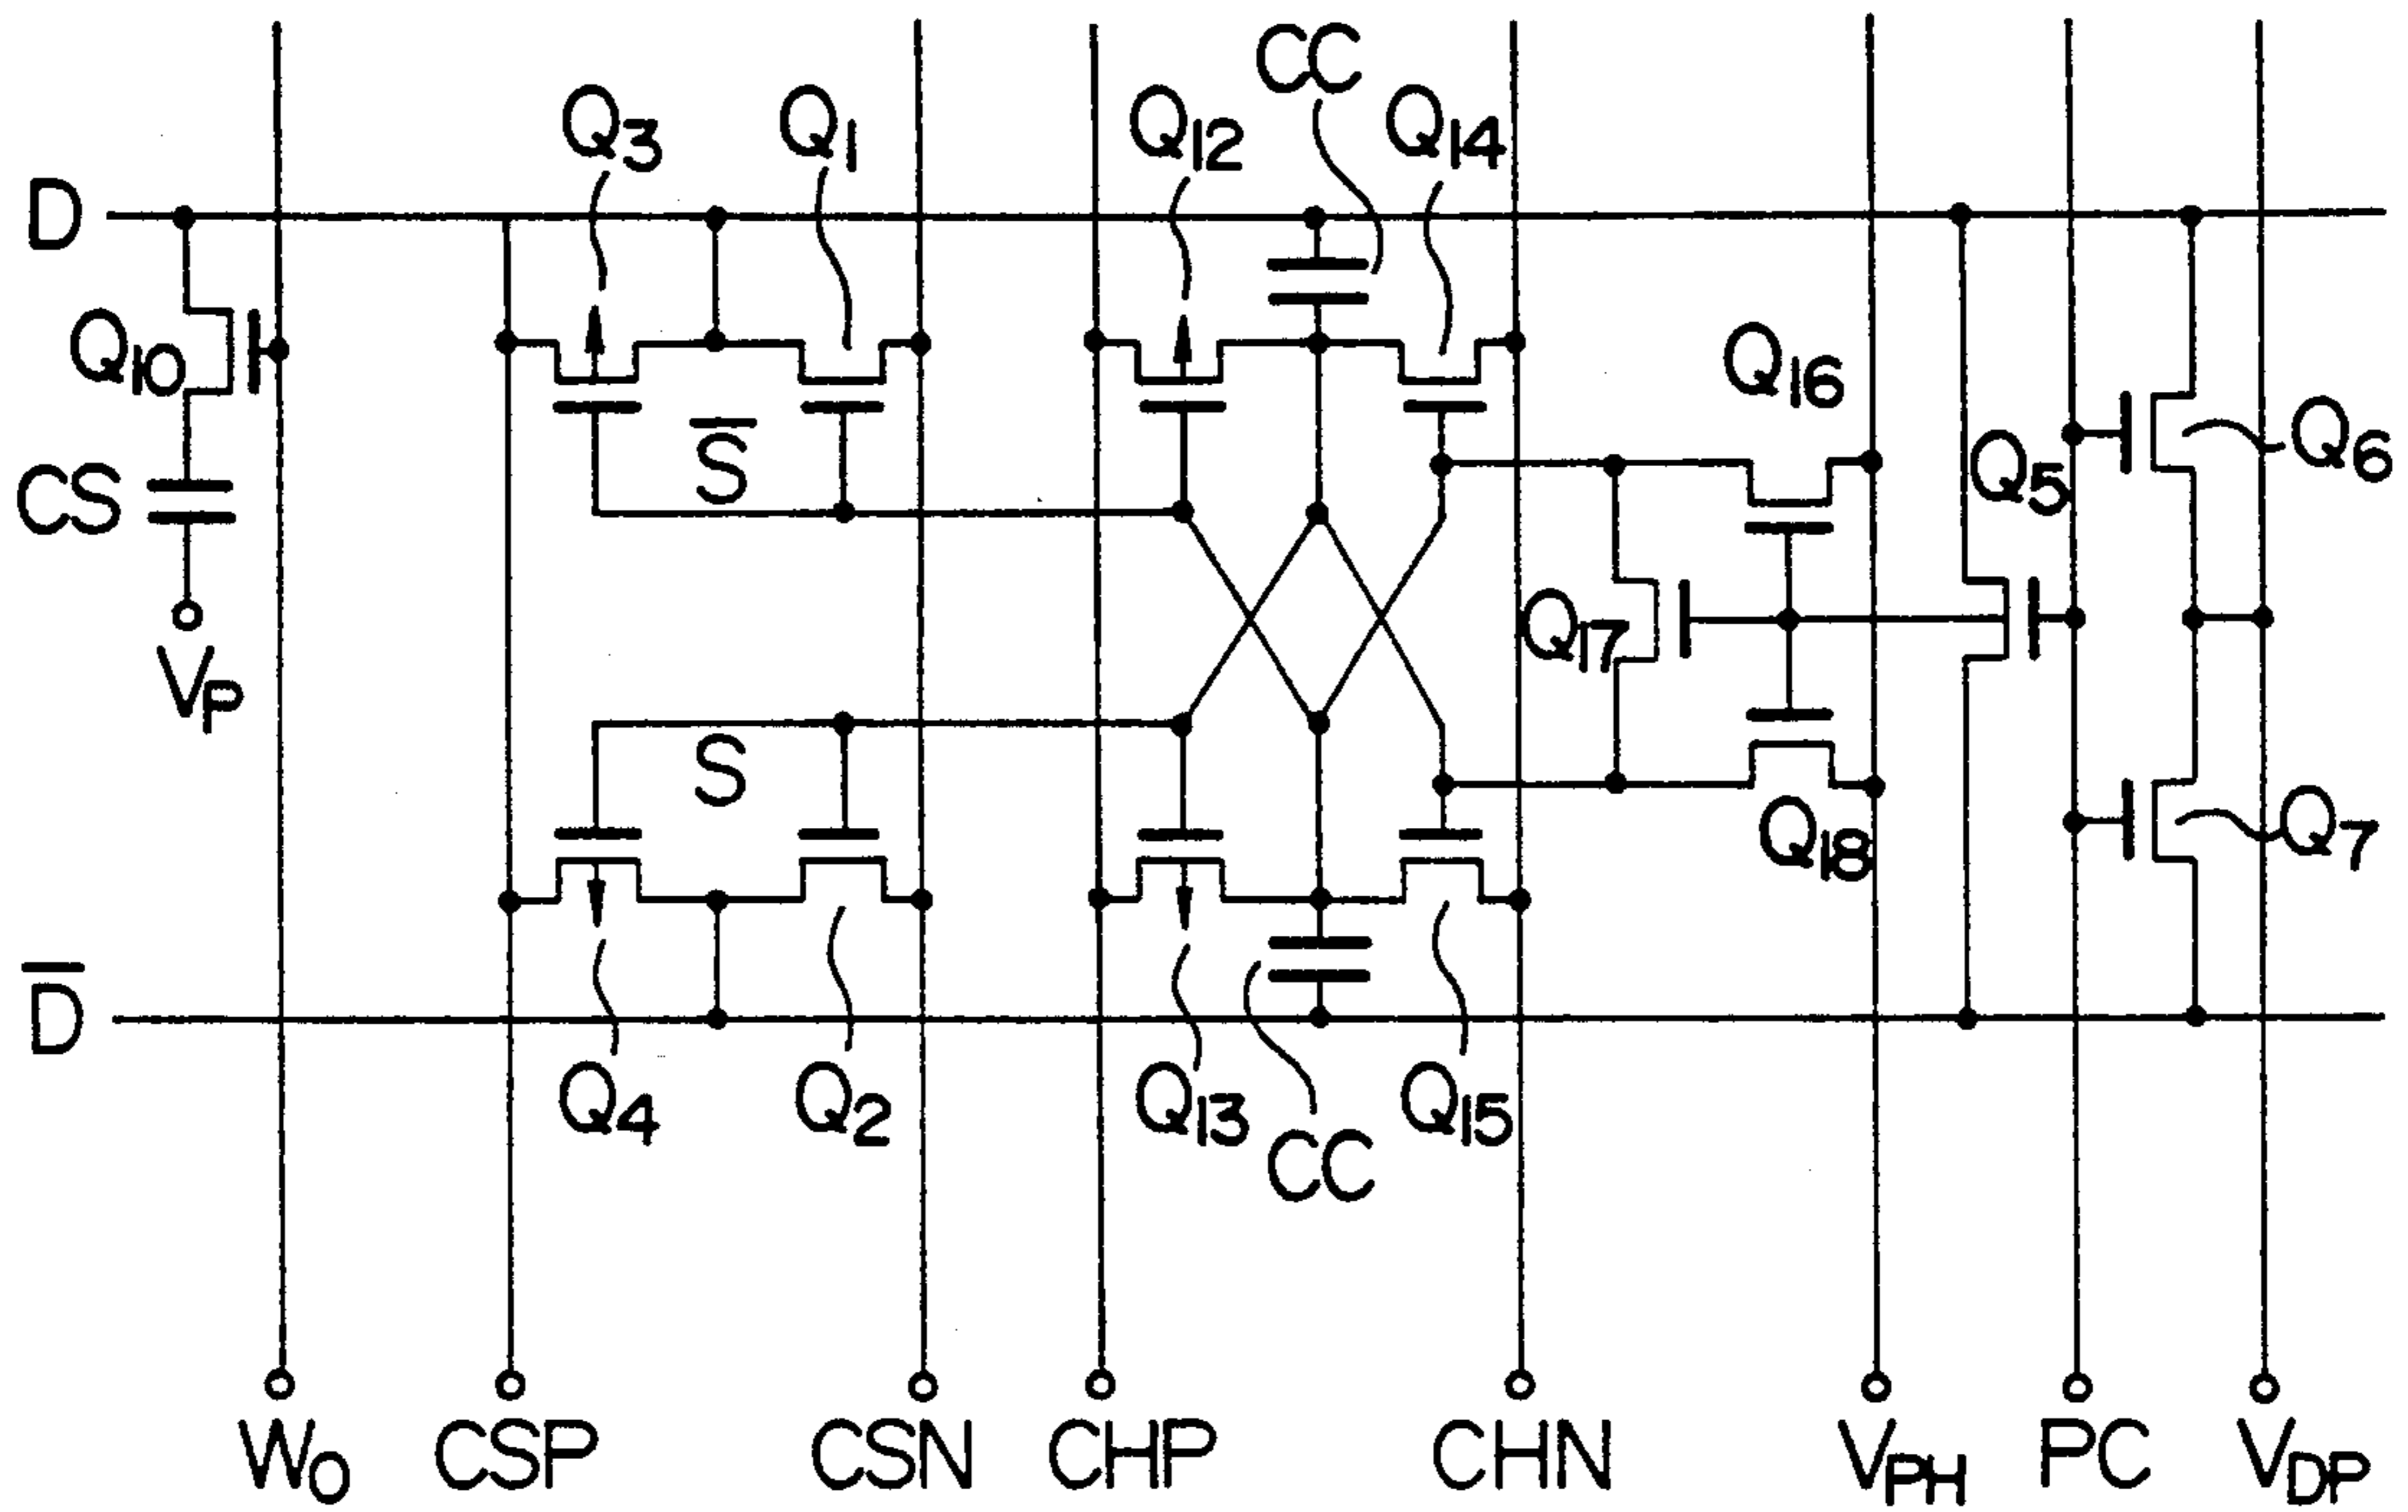 CC
Q3 Q1 Q12 Q14
D
Q10 Q16
S̅ Q5 Q6
CS
Q17
VP
S
Q18 Q7
D̅
Q4 Q2 Q13 Q15
CC
WO CSP CSN CHP CHN VPH PC VDP